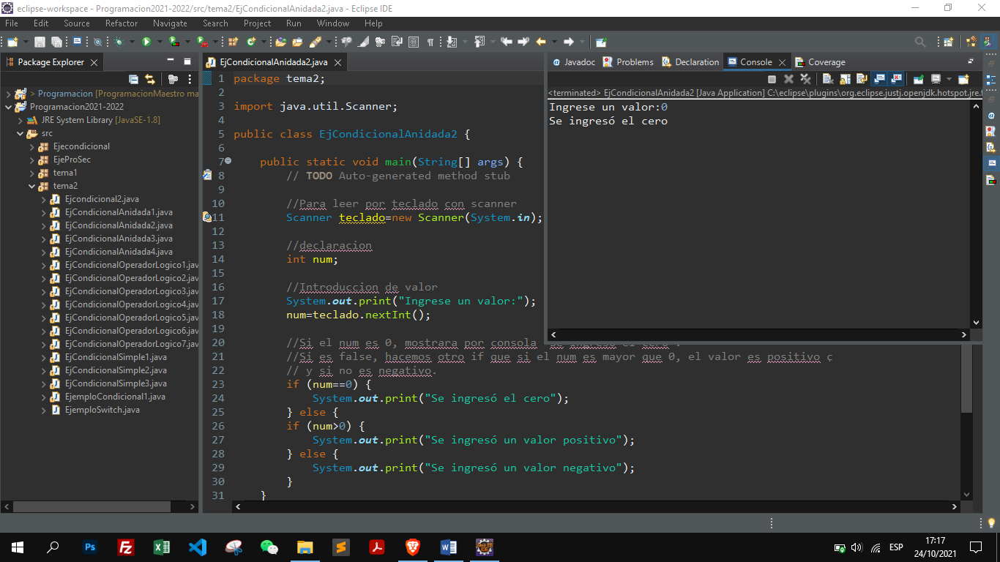 eclipse-workspace - Programacion2021-2022/src/tema2/EjCondicionalAnidada2.java - Eclipse IDE
File Edit Source Refactor Navigate Search Project Run Window Help
Package Explorer
> Programacion [ProgramacionMaestro ma
Programacion2021-2022
JRE System Library [JavaSE-1.8]
src
Ejecondicional
EjeProSec
tema1
tema2
Ejcondicional2.java
EjCondicionalAnidada1.java
EjCondicionalAnidada2.java
EjCondicionalAnidada3.java
EjCondicionalAnidada4.java
EjCondicionalOperadorLogico1.jav
EjCondicionalOperadorLogico2.jav
EjCondicionalOperadorLogico3.jav
EjCondicionalOperadorLogico4.jav
EjCondicionalOperadorLogico5.jav
EjCondicionalOperadorLogico6.jav
EjCondicionalOperadorLogico7.jav
EjCondicionalSimple1.java
EjCondicionalSimple2.java
EjCondicionalSimple3.java
EjemploCondicional1.java
EjemploSwitch.java
EjCondicionalAnidada2.java
1 package tema2;
2
3 import java.util.Scanner;
4
5 public class EjCondicionalAnidada2 {
6
7 public static void main(String[] args) {
8 // TODO Auto-generated method stub
9
10 //Para leer por teclado con scanner
11 Scanner teclado=new Scanner(System.in);
12
13 //declaracion
14 int num;
15
16 //Introduccion de valor
17 System.out.print("Ingrese un valor:");
18 num=teclado.nextInt();
19
20 //Si el num es 0, mostrara por consola
21 //Si es false, hacemos otro if que si el num es mayor que 0, el valor es positivo ç
22 // y si no es negativo.
23 if (num==0) {
24 System.out.print("Se ingresó el cero");
25 } else {
26 if (num>0) {
27 System.out.print("Se ingresó un valor positivo");
28 } else {
29 System.out.print("Se ingresó un valor negativo");
30 }
31 }
Javadoc Problems Declaration Console Coverage
<terminated> EjCondicionalAnidada2 [Java Application] C:\eclipse\plugins\org.eclipse.justj.openjdk.hotspot.jre.f
Ingrese un valor:0
Se ingresó el cero
ESP
17:17
24/10/2021